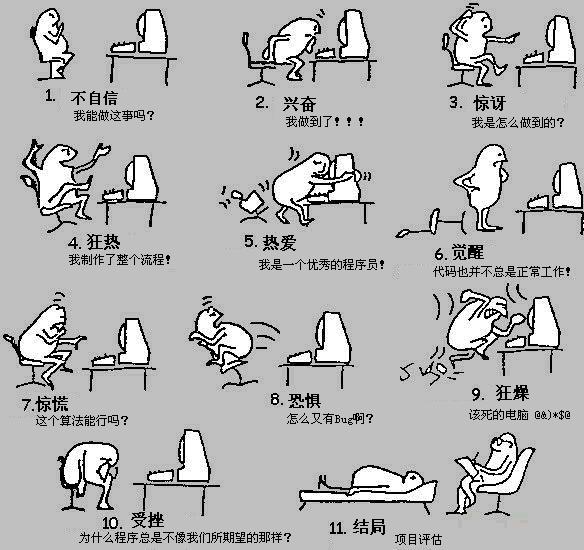 1. 不自信
我能做这事吗?
2. 兴奋
我做到了!!!
3. 惊讶
我是怎么做到的?
4. 狂热
我制作了整个流程!
5. 热爱
我是一个优秀的程序员!
6. 觉醒
代码也并不总是正常工作!
7. 惊慌
这个算法能行吗?
8. 恐惧
怎么又有Bug啊?
9. 狂燥
该死的电脑 @&)*$@
10. 受挫
为什么程序总是不像我们所期望的那样?
11. 结局
项目评估